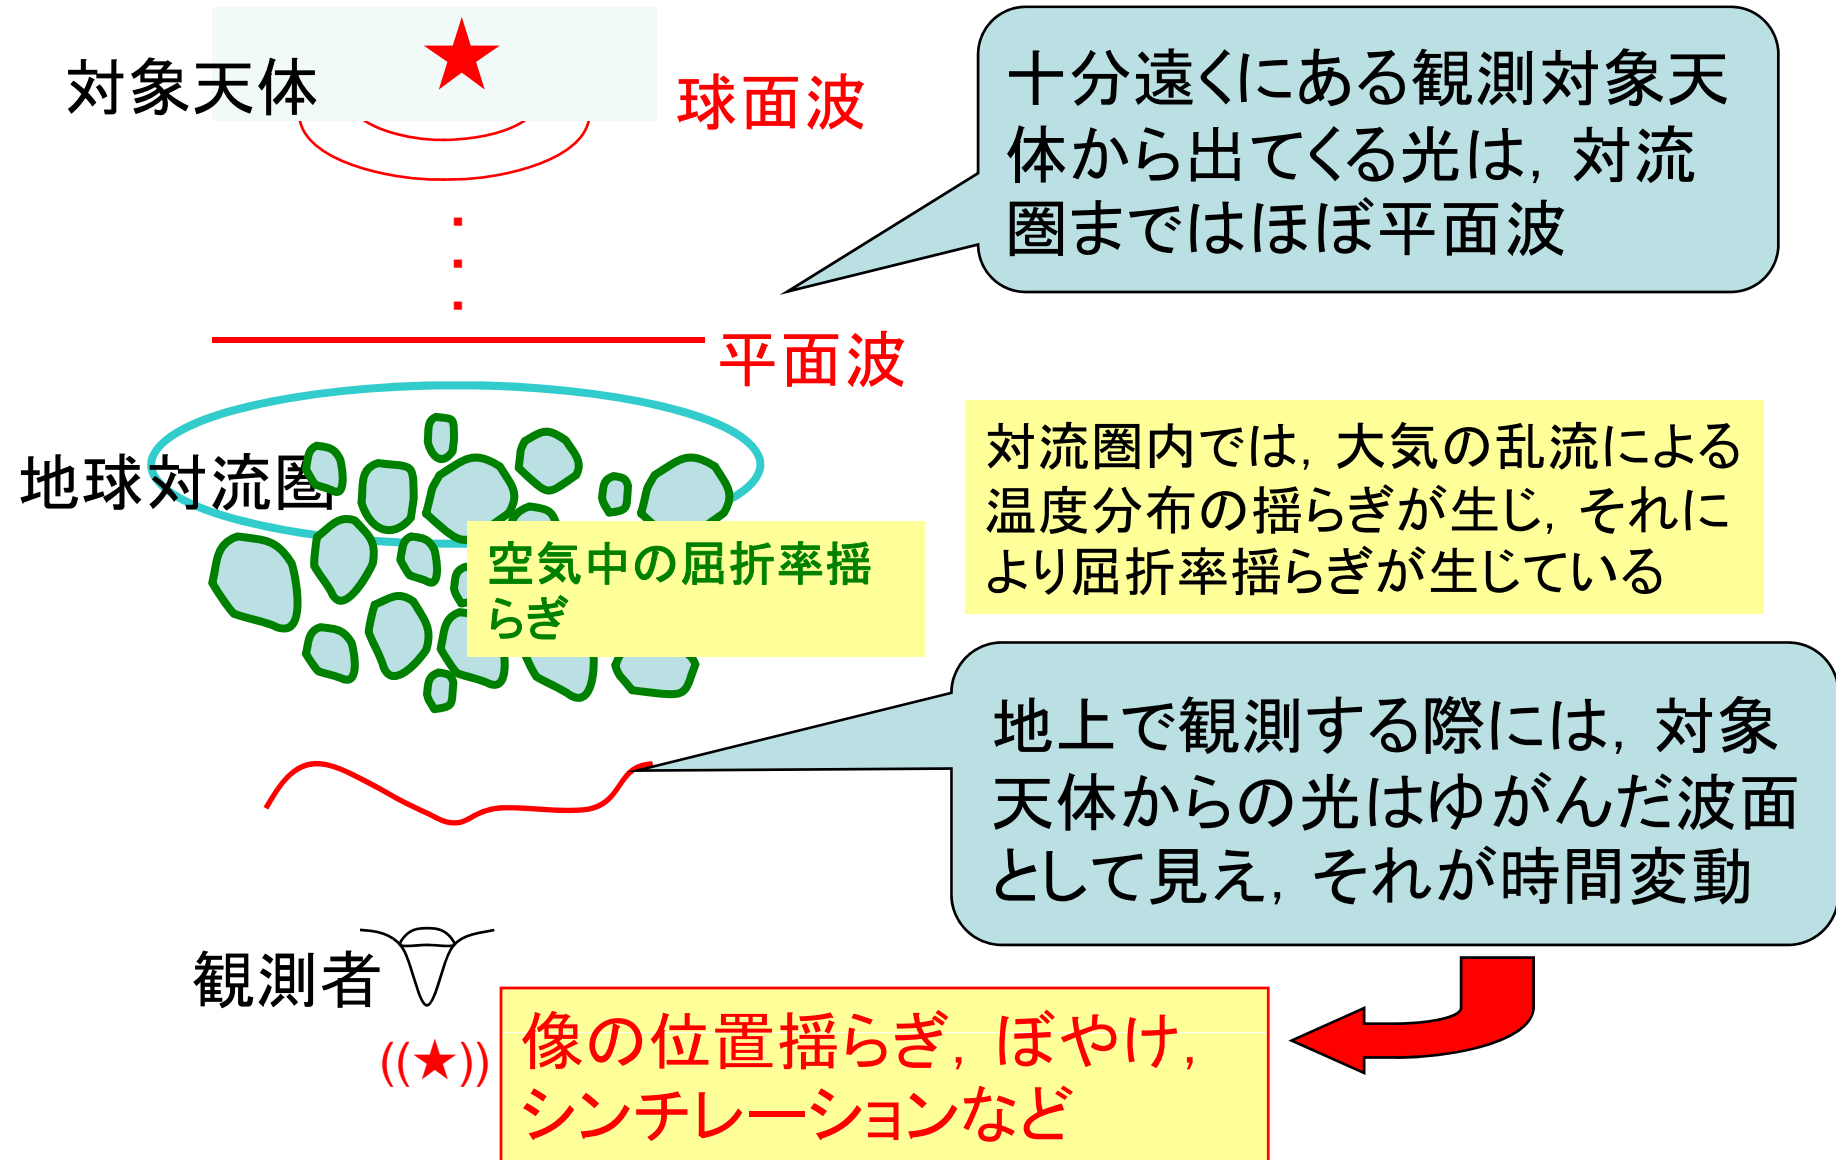 対象天体
球面波
十分遠くにある観測対象天
体から出てくる光は，対流
圏まではほぼ平面波
平面波
地球対流圏
対流圏内では，大気の乱流による
温度分布の揺らぎが生じ，それに
より屈折率揺らぎが生じている
空気中の屈折率揺
らぎ
地上で観測する際には，対象
天体からの光はゆがんだ波面
として見え，それが時間変動
観測者
((★))
像の位置揺らぎ，ぼやけ，
シンチレーションなど